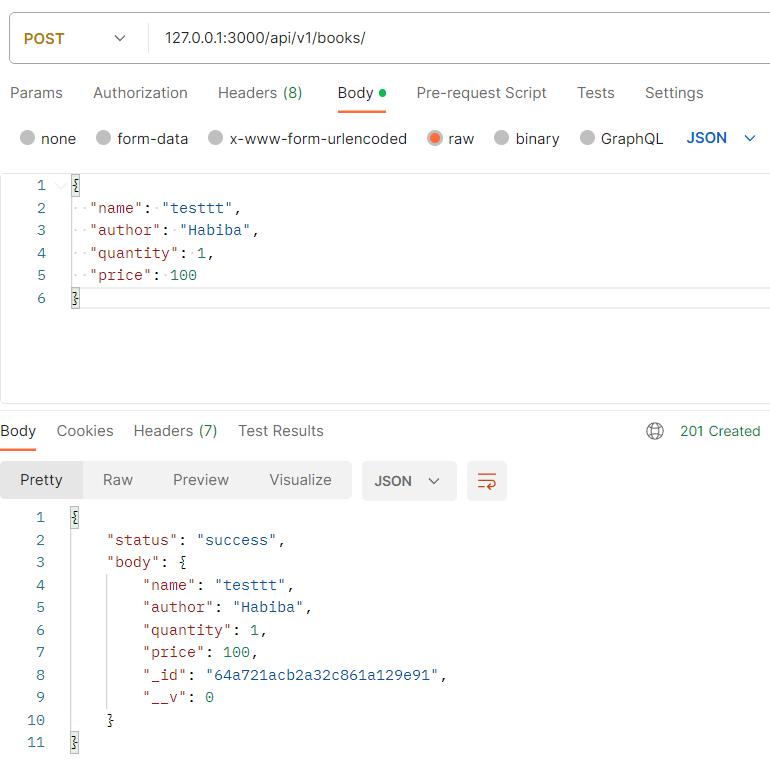 POST 127.0.0.1:3000/api/v1/books/
Params Authorization Headers (8) Body Pre-request Script Tests Settings
none form-data x-www-form-urlencoded raw binary GraphQL JSON
1 {
2 "name": "testtt",
3 "author": "Habiba",
4 "quantity": 1,
5 "price": 100
6 }
Body Cookies Headers (7) Test Results 201 Created
Pretty Raw Preview Visualize JSON
1 {
2 "status": "success",
3 "body": {
4 "name": "testtt",
5 "author": "Habiba",
6 "quantity": 1,
7 "price": 100,
8 "_id": "64a721acb2a32c861a129e91",
9 "__v": 0
10 }
11 }